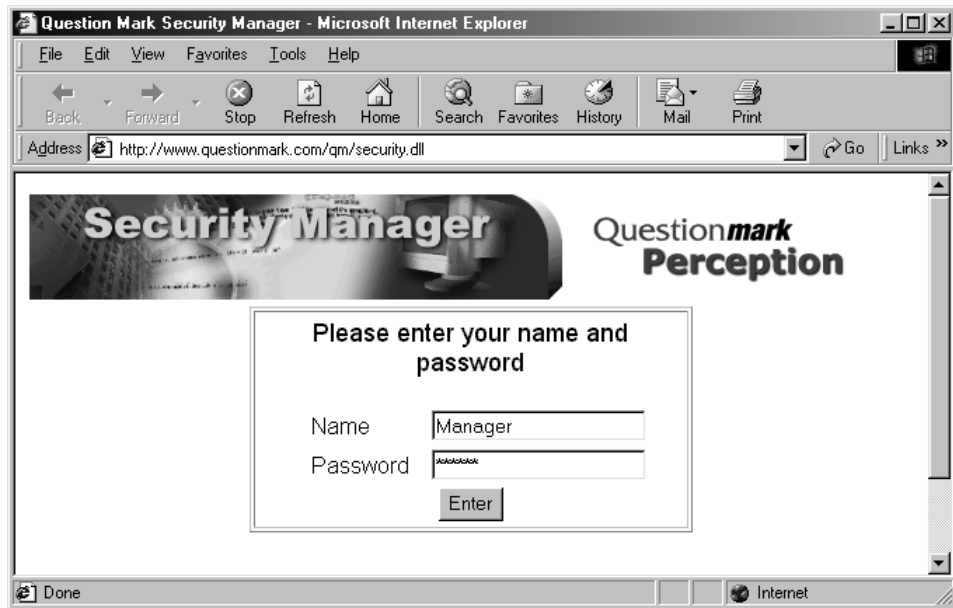 Question Mark Security Manager - Microsoft Internet Explorer
File Edit View Favorites Tools Help
Back Forward Stop Refresh Home Search Favorites History Mail Print
Address http://www.questionmark.com/qm/security.dll Go Links »
Security Manager
Questionmark
Perception
Please enter your name and
password
Name Manager
Password *******
Enter
Done Internet